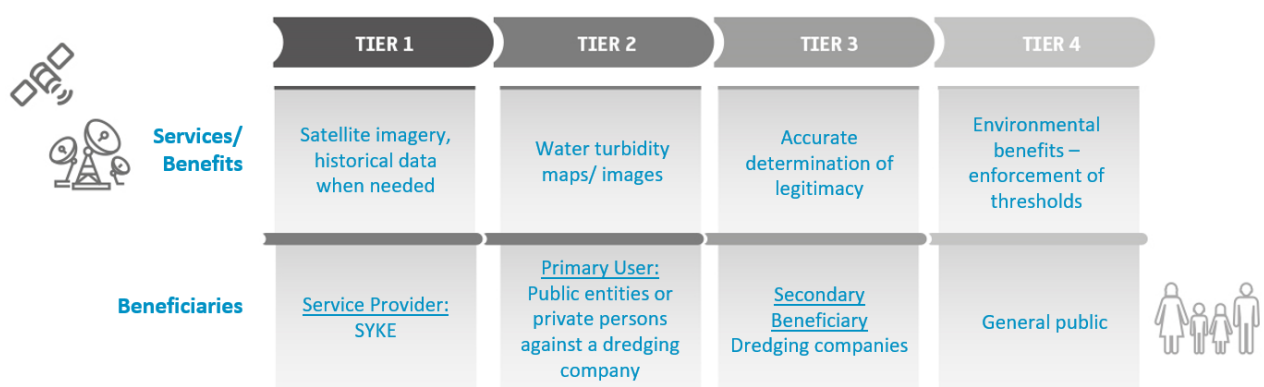 TIER 1
TIER 2
TIER 3
TIER 4
Services/
Benefits
Satellite imagery,
historical data
when needed
Water turbidity
maps/ images
Accurate
determination of
legitimacy
Environmental
benefits –
enforcement of
thresholds
Beneficiaries
Service Provider:
SYKE
Primary User:
Public entities or
private persons
against a dredging
company
Secondary
Beneficiary
Dredging companies
General public